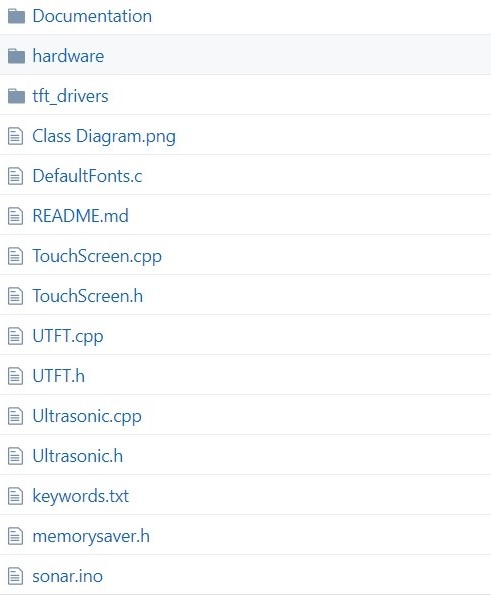 Documentation
hardware
tft_drivers
Class Diagram.png
DefaultFonts.c
README.md
TouchScreen.cpp
TouchScreen.h
UTFT.cpp
UTFT.h
Ultrasonic.cpp
Ultrasonic.h
keywords.txt
memorysaver.h
sonar.ino